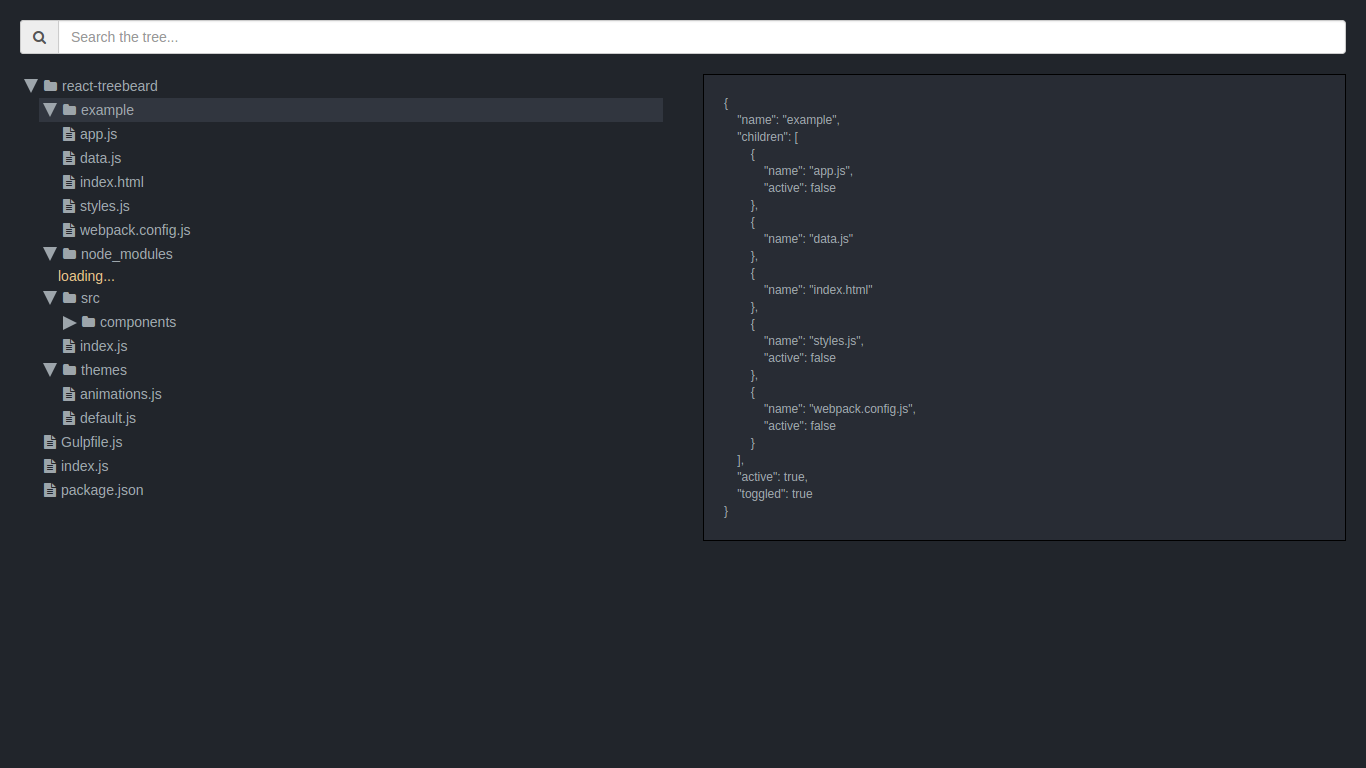 Search the tree...
react-treebeard
example
app.js
data.js
index.html
styles.js
webpack.config.js
node_modules
loading...
src
components
index.js
themes
animations.js
default.js
Gulpfile.js
index.js
package.json
{
"name": "example",
"children": [
{
"name": "app.js",
"active": false
},
{
"name": "data.js"
},
{
"name": "index.html"
},
{
"name": "styles.js",
"active": false
},
{
"name": "webpack.config.js",
"active": false
}
],
"active": true,
"toggled": true
}